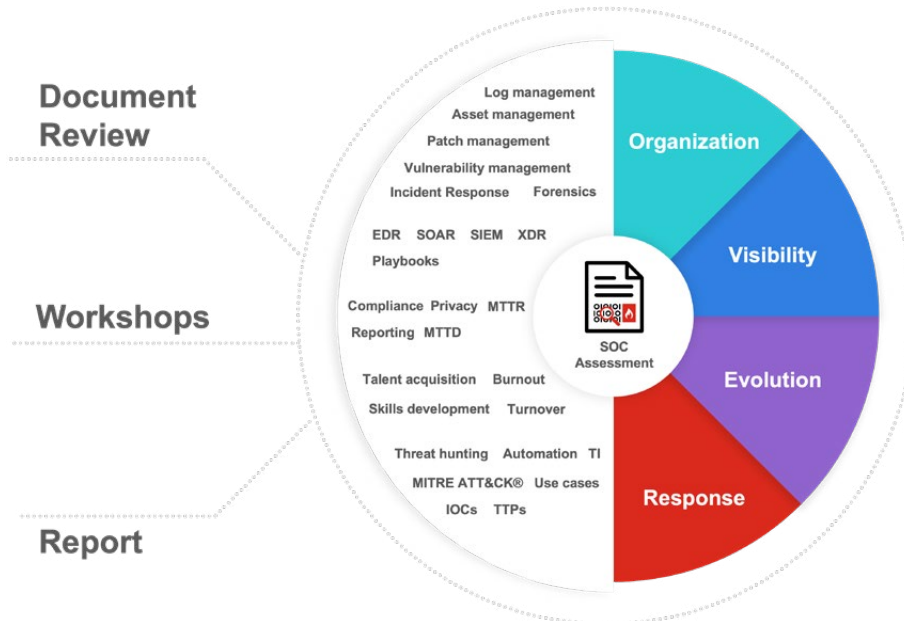 Document
Review
Workshops
Report
Log management
Asset management
Patch management
Vulnerability management
Incident Response Forensics
EDR SOAR SIEM XDR
Playbooks
Compliance Privacy MTTR
Reporting MTTD
Talent acquisition Burnout
Skills development Turnover
Threat hunting Automation TI
MITRE ATT&CK® Use cases
IOCs TTPs
SOC
Assessment
Organization
Visibility
Evolution
Response